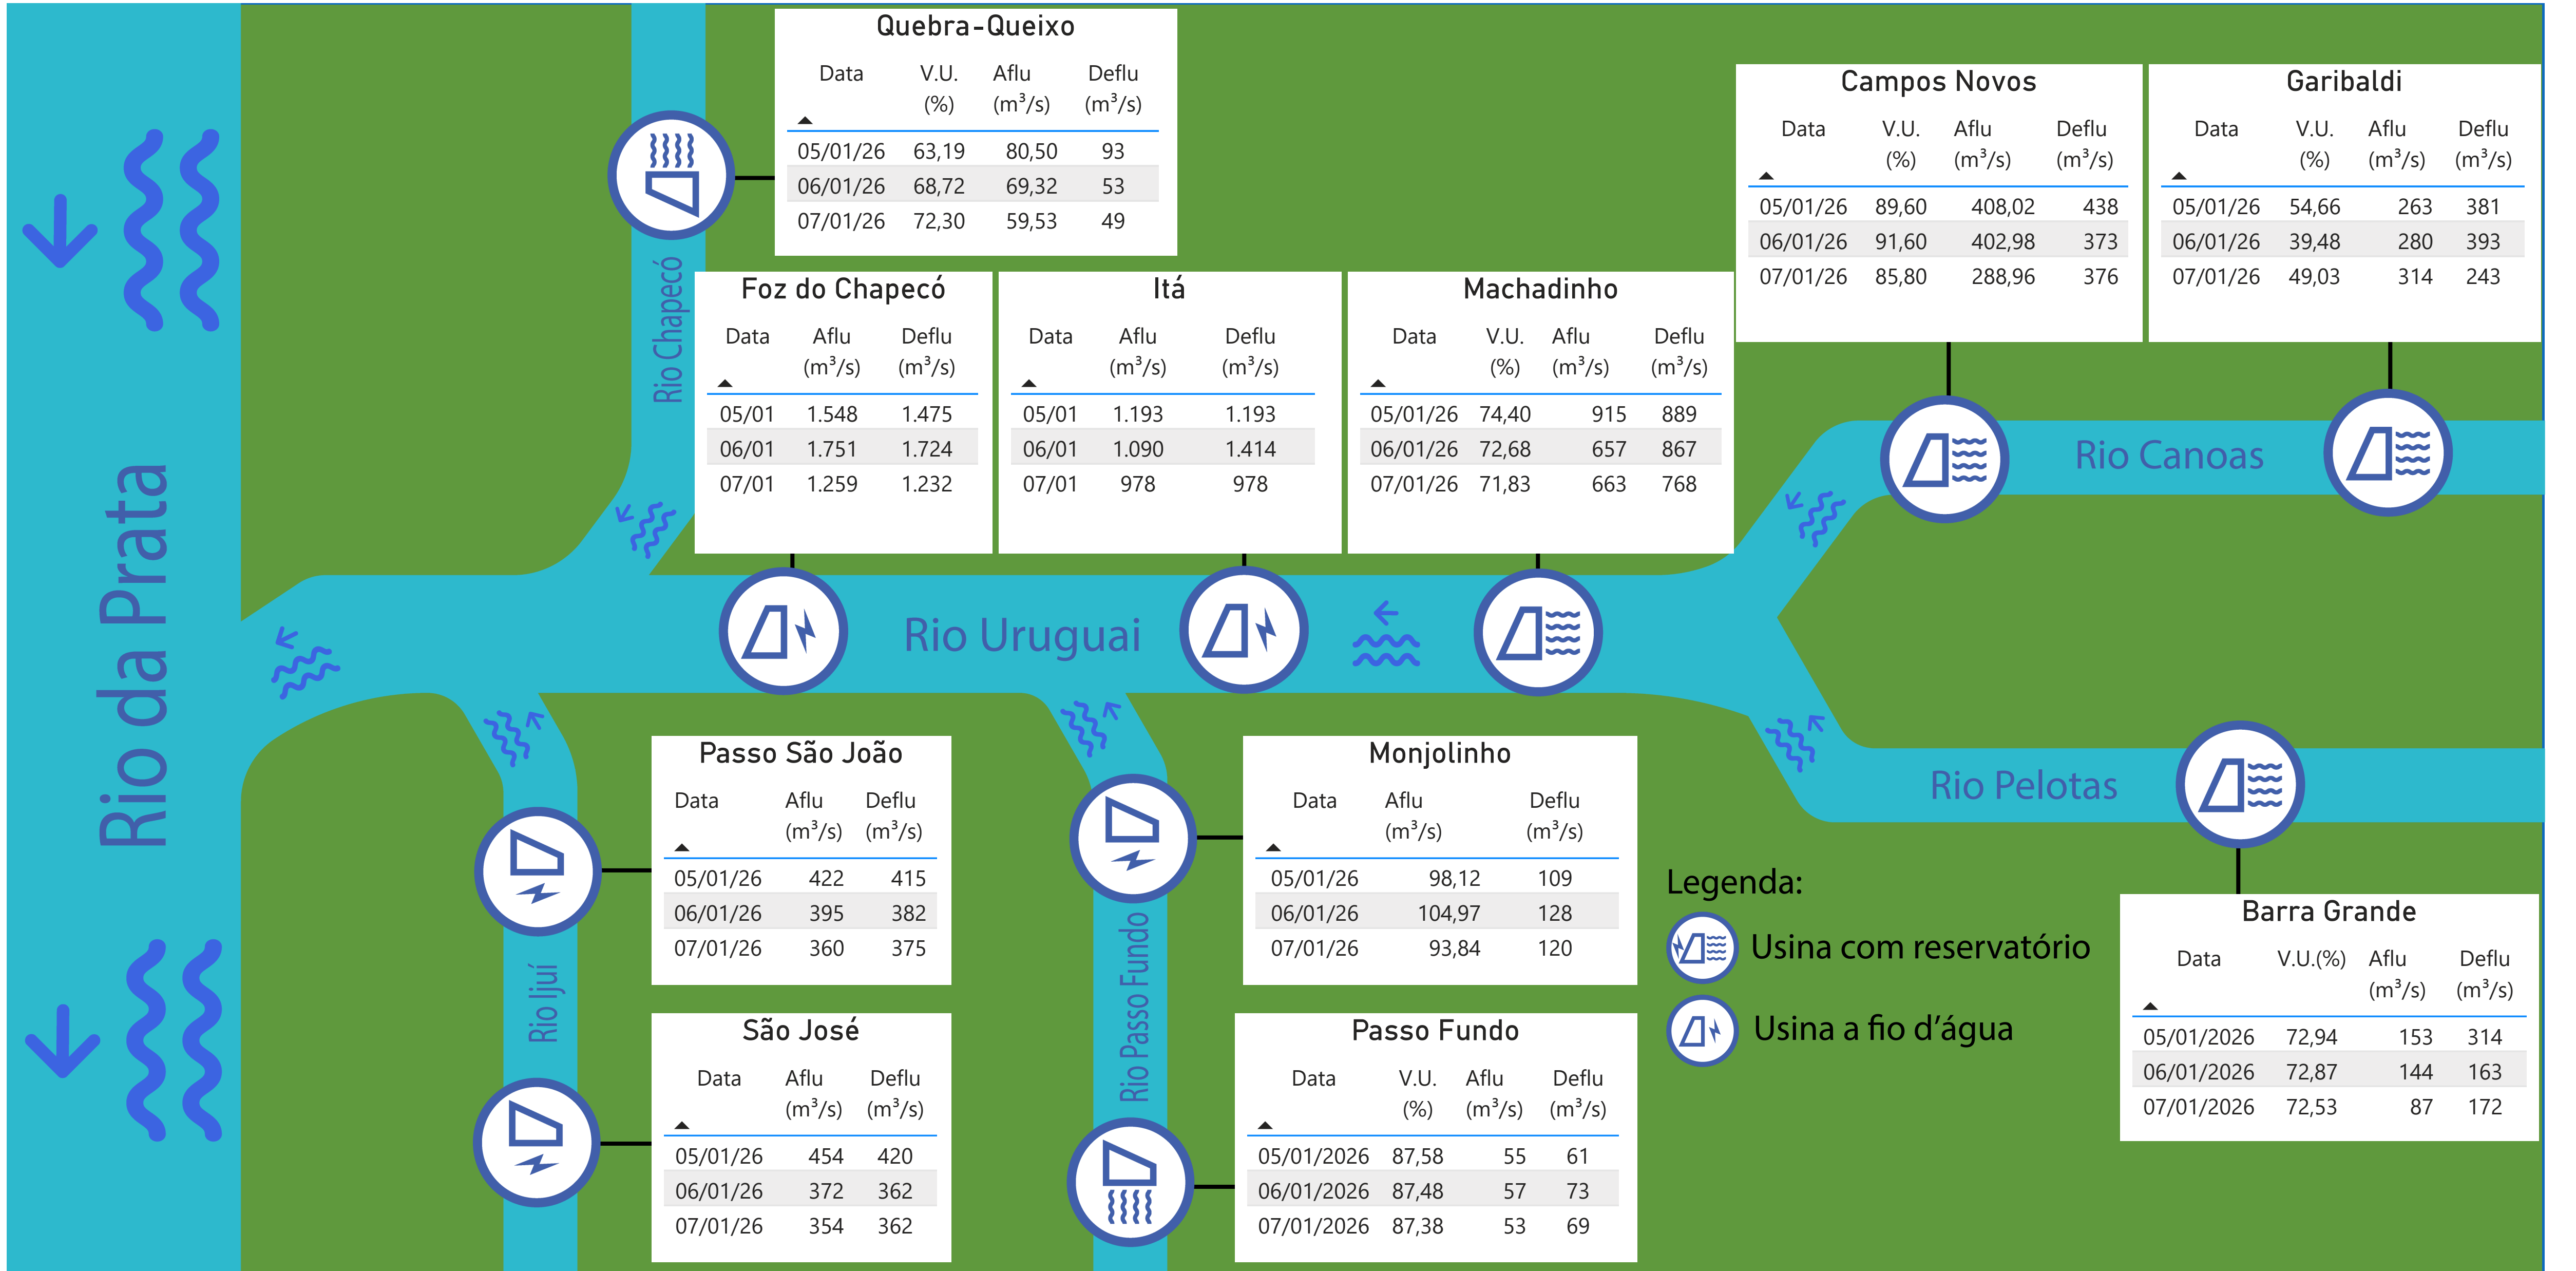 Quebra-Queixo
Data V.U. (%) Aflu (m³/s) Deflu (m³/s)
05/01/26 63,19 80,50 93
06/01/26 68,72 69,32 53
07/01/26 72,30 59,53 49
Campos Novos
Data V.U. (%) Aflu (m³/s) Deflu (m³/s)
05/01/26 89,60 408,02 438
06/01/26 91,60 402,98 373
07/01/26 85,80 288,96 376
Garibaldi
Data V.U. (%) Aflu (m³/s) Deflu (m³/s)
05/01/26 54,66 263 381
06/01/26 39,48 280 393
07/01/26 49,03 314 243
Rio Chapecó
Foz do Chapecó
Data Aflu (m³/s) Deflu (m³/s)
05/01 1.548 1.475
06/01 1.751 1.724
07/01 1.259 1.232
Itá
Data Aflu (m³/s) Deflu (m³/s)
05/01 1.193 1.193
06/01 1.090 1.414
07/01 978 978
Machadinho
Data V.U. (%) Aflu (m³/s) Deflu (m³/s)
05/01/26 74,40 915 889
06/01/26 72,68 657 867
07/01/26 71,83 663 768
Rio Canoas
Rio da Prata
Rio Uruguai
Rio Pelotas
Passo São João
Data Aflu (m³/s) Deflu (m³/s)
05/01/26 422 415
06/01/26 395 382
07/01/26 360 375
Monjolinho
Data Aflu (m³/s) Deflu (m³/s)
05/01/26 98,12 109
06/01/26 104,97 128
07/01/26 93,84 120
Legenda:
Usina com reservatório
Usina a fio d’água
Barra Grande
Data V.U.(%) Aflu (m³/s) Deflu (m³/s)
05/01/2026 72,94 153 314
06/01/2026 72,87 144 163
07/01/2026 72,53 87 172
Rio Ijuí
Rio Passo Fundo
São José
Data Aflu (m³/s) Deflu (m³/s)
05/01/26 454 420
06/01/26 372 362
07/01/26 354 362
Passo Fundo
Data V.U. (%) Aflu (m³/s) Deflu (m³/s)
05/01/2026 87,58 55 61
06/01/2026 87,48 57 73
07/01/2026 87,38 53 69